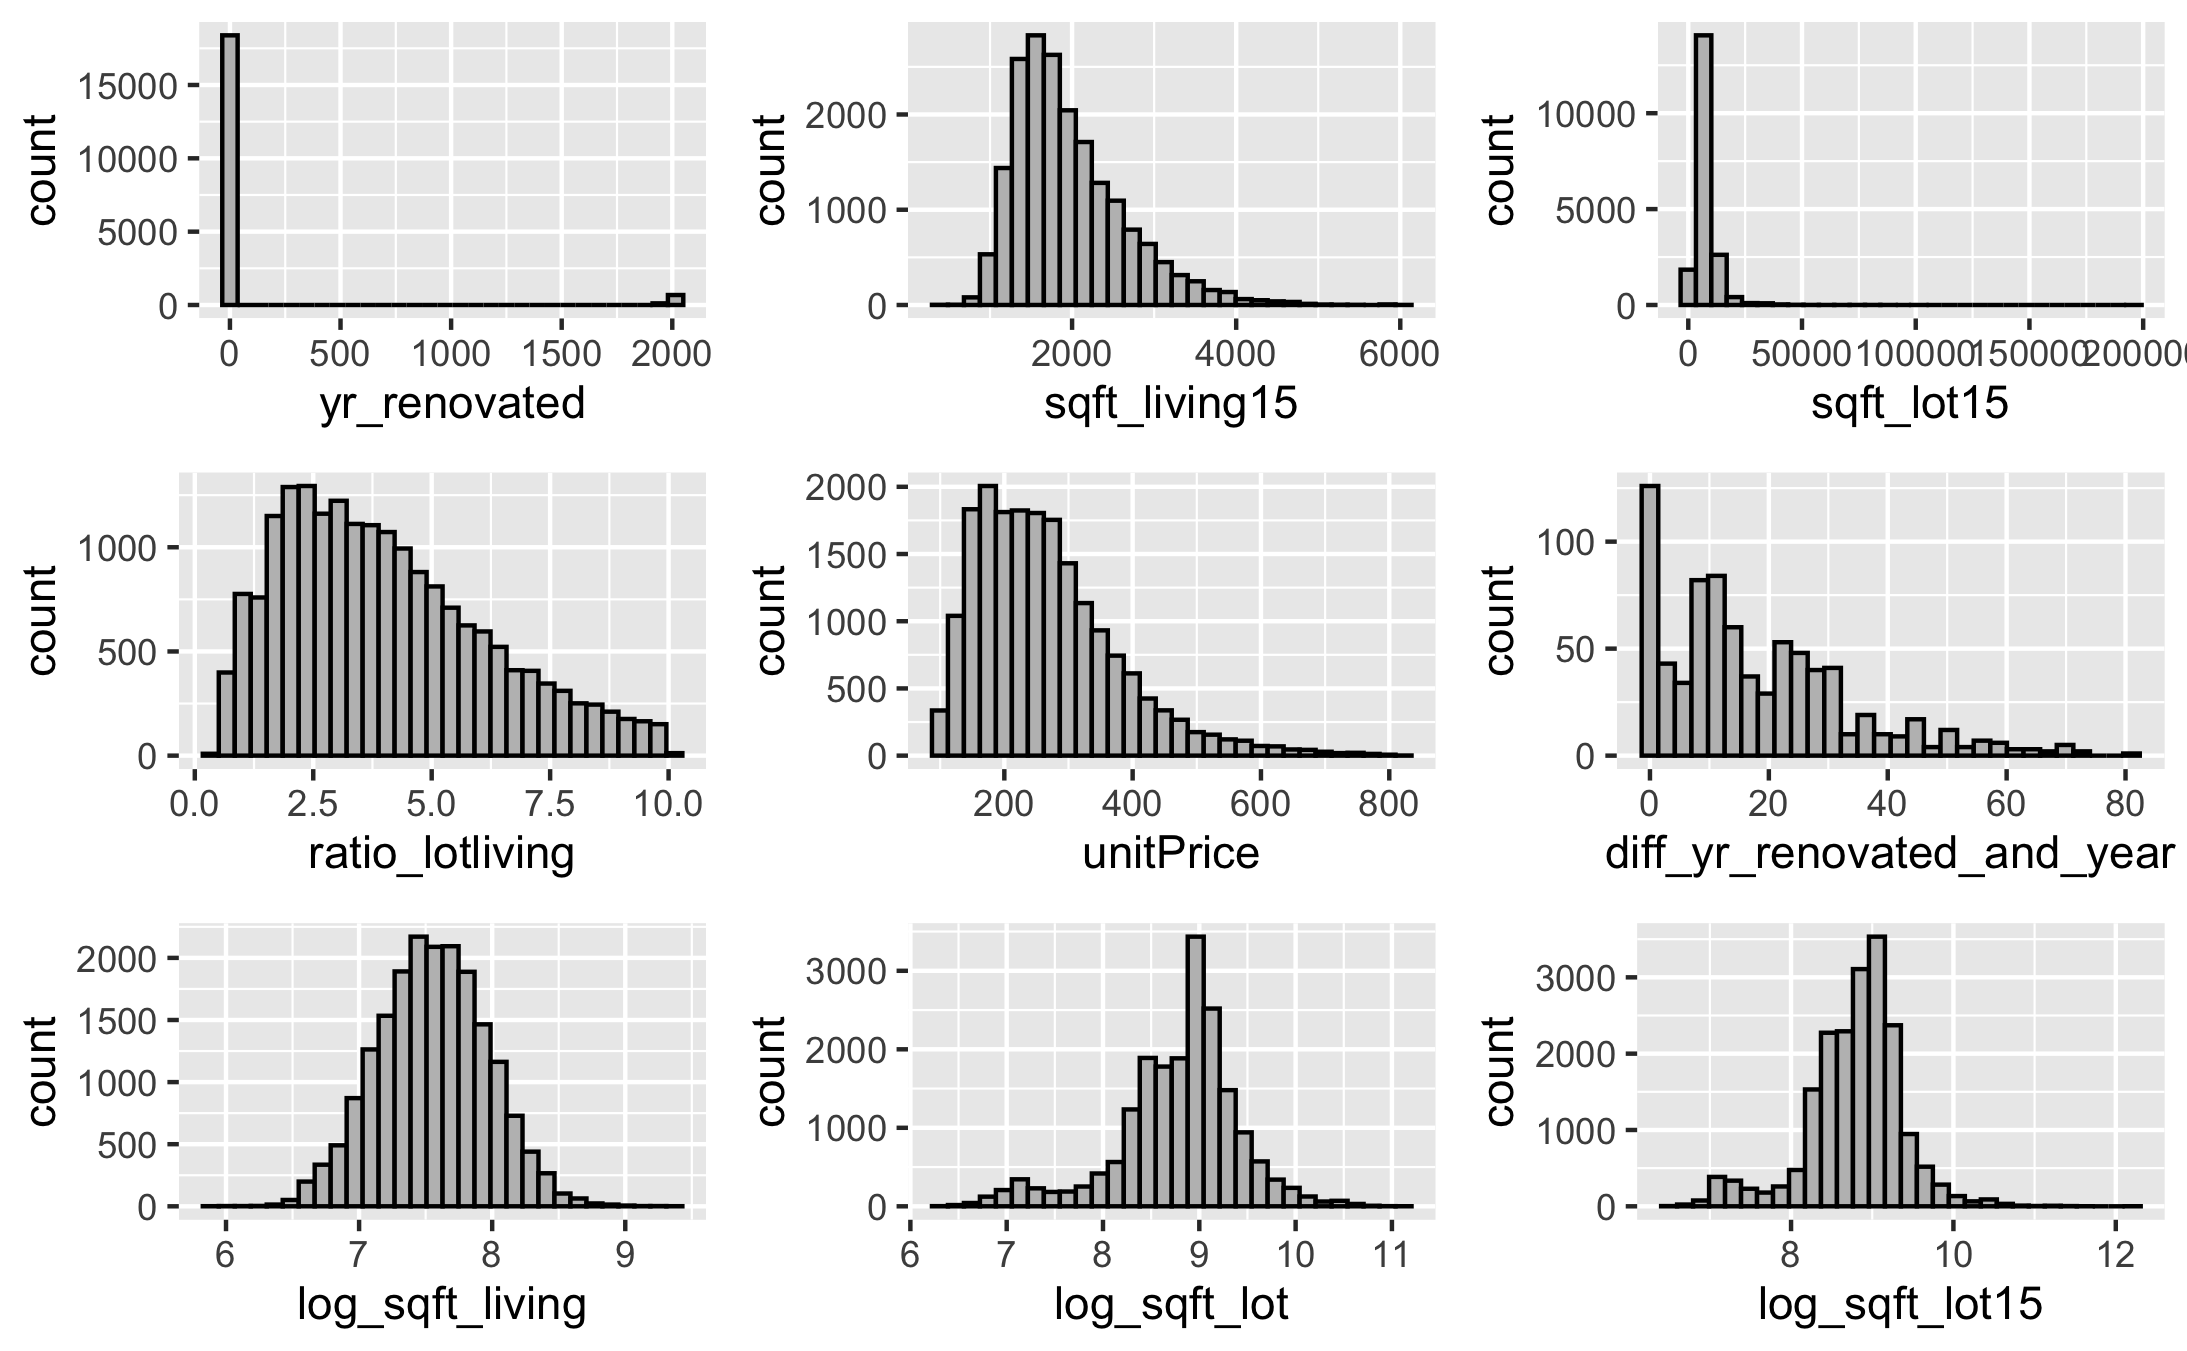 count
15000
10000
5000
0
0 500 1000 1500 2000
yr_renovated
count
2000
1000
0
2000 4000 6000
sqft_living15
count
10000
5000
0
0 50000 100000 150000 200000
sqft_lot15
count
1000
500
0
0.0 2.5 5.0 7.5 10.0
ratio_lotliving
count
2000
1500
1000
500
0
200 400 600 800
unitPrice
count
100
50
0
0 20 40 60 80
diff_yr_renovated_and_year
count
2000
1500
1000
500
0
6 7 8 9
log_sqft_living
count
3000
2000
1000
0
6 7 8 9 10 11
log_sqft_lot
count
3000
2000
1000
0
8 10 12
log_sqft_lot15